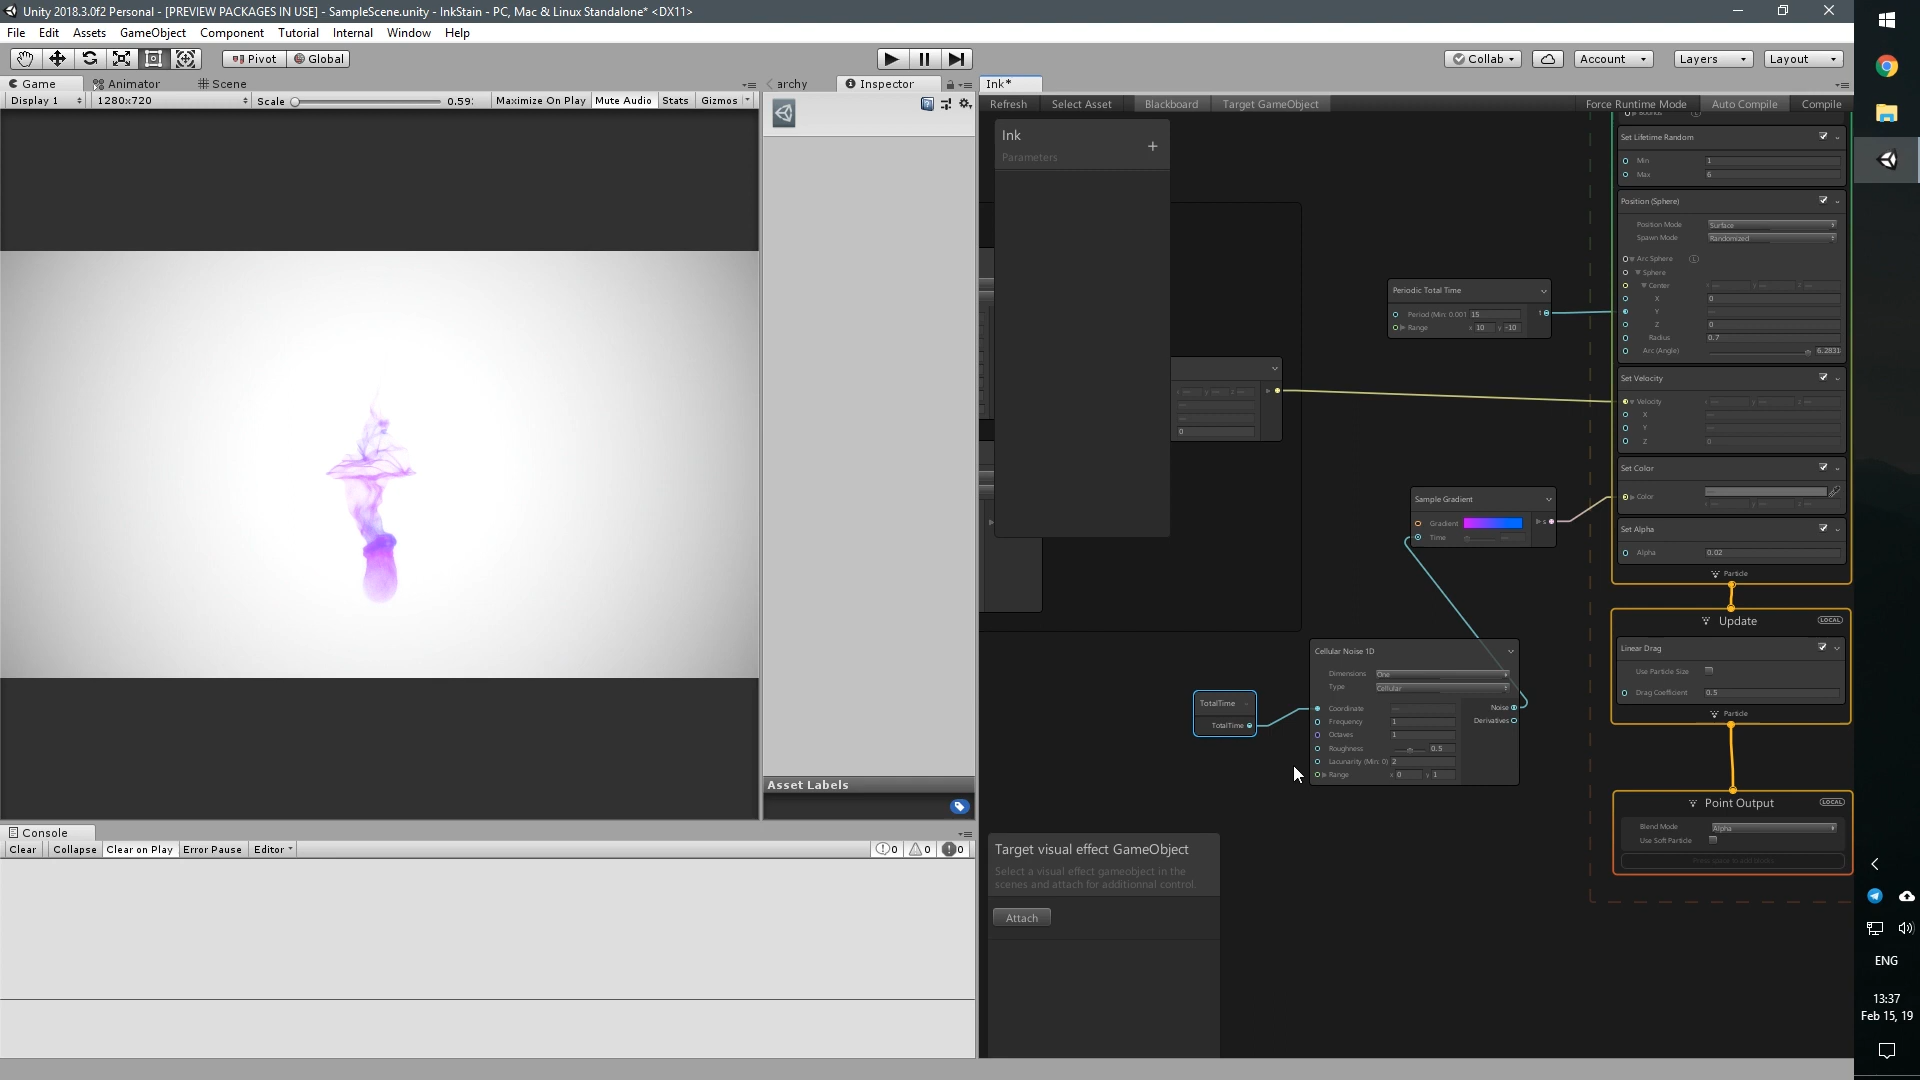 Unity 2018.3.0f2 Personal - [PREVIEW PACKAGES IN USE] - SampleScene.unity - InkStain - PC, Mac & Linux Standalone* <DX11>
File Edit Assets GameObject Component Tutorial Internal Window Help
Pivot Global Collab Account Layers Layout
Game Animator Scene archy Inspector Ink*
Display 1 1280x720 Scale 0.59: Maximize On Play Mute Audio Stats Gizmos
Refresh Select Asset Blackboard Target GameObject Force Runtime Mode Auto Compile Compile
Ink
Parameters
Bounds
Set Lifetime Random
Min 1
Max 6
Position (Sphere)
Position Mode Surface
Spawn Mode Randomized
Arc Sphere
Sphere
Center x y z
X 0
Y
Z 0
Radius 0.7
Arc (Angle) 6.2831
Periodic Total Time
Period (Min: 0.001 15
Range x 10 y -10
t
Set Velocity
Velocity x y z
X
Y
Z 0
x y z
0
Set Color
Color
Set Alpha
Alpha 0.02
Particle
Sample Gradient
Gradient
Time
s
Update LOCAL
Linear Drag
Use Particle Size
Drag Coefficient 0.5
Particle
Cellular Noise 1D
Dimensions One
Type Cellular
Coordinate
Frequency 1
Octaves 1
Roughness 0.5
Lacunarity (Min: 0) 2
Range x 0 y 1
Noise
Derivatives
TotalTime
TotalTime
Point Output LOCAL
Blend Mode Alpha
Use Soft Particle
Press space to add blocks
Asset Labels
Console
Clear Collapse Clear on Play Error Pause Editor 0 0 0
Target visual effect GameObject
Select a visual effect gameobject in the
scenes and attach for additionnal control.
Attach
ENG
13:37
Feb 15, 19